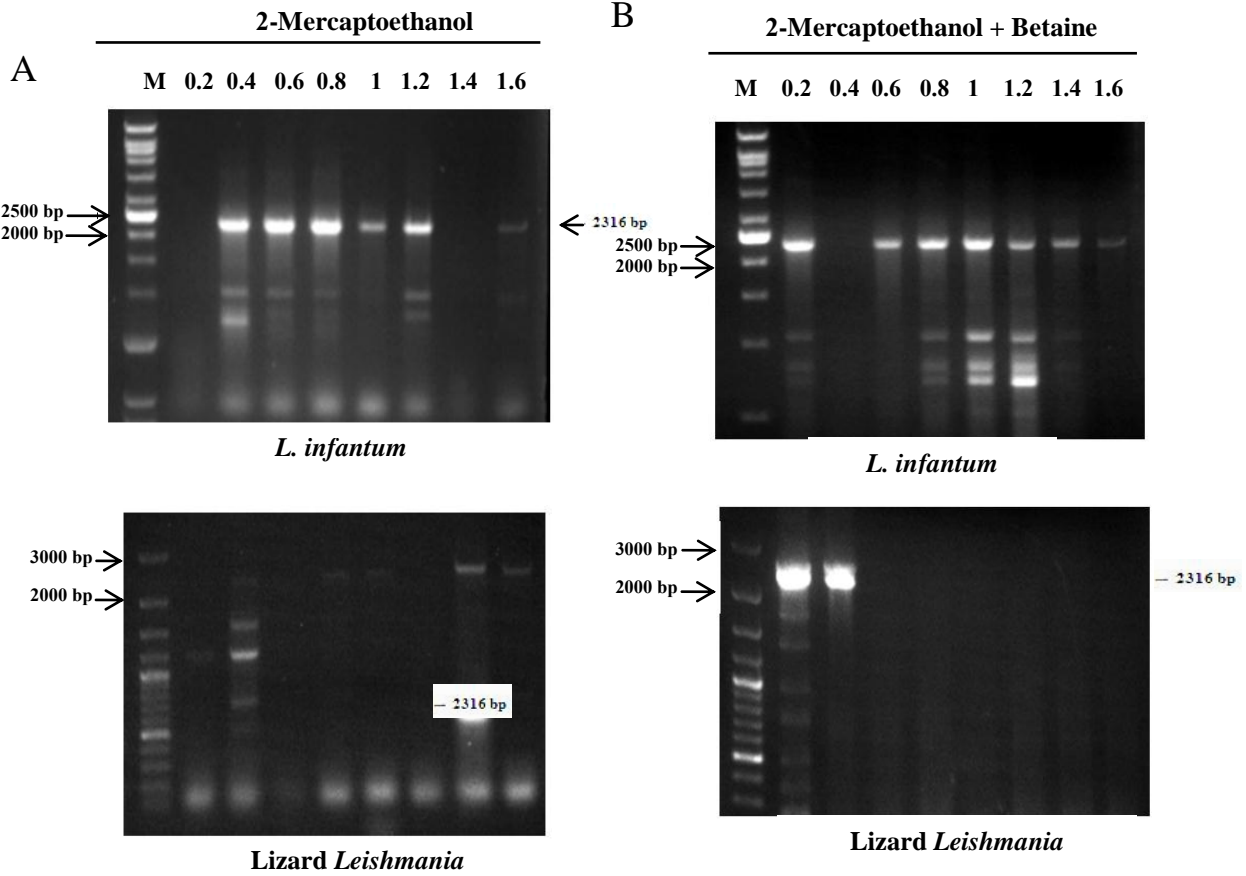 A
2-Mercaptoethanol
M 0.2 0.4 0.6 0.8 1 1.2 1.4 1.6
2500 bp
2000 bp
2316 bp
L. infantum
3000 bp
2000 bp
2316 bp
Lizard Leishmania
B
2-Mercaptoethanol + Betaine
M 0.2 0.4 0.6 0.8 1 1.2 1.4 1.6
2500 bp
2000 bp
L. infantum
3000 bp
2000 bp
2316 bp
Lizard Leishmania